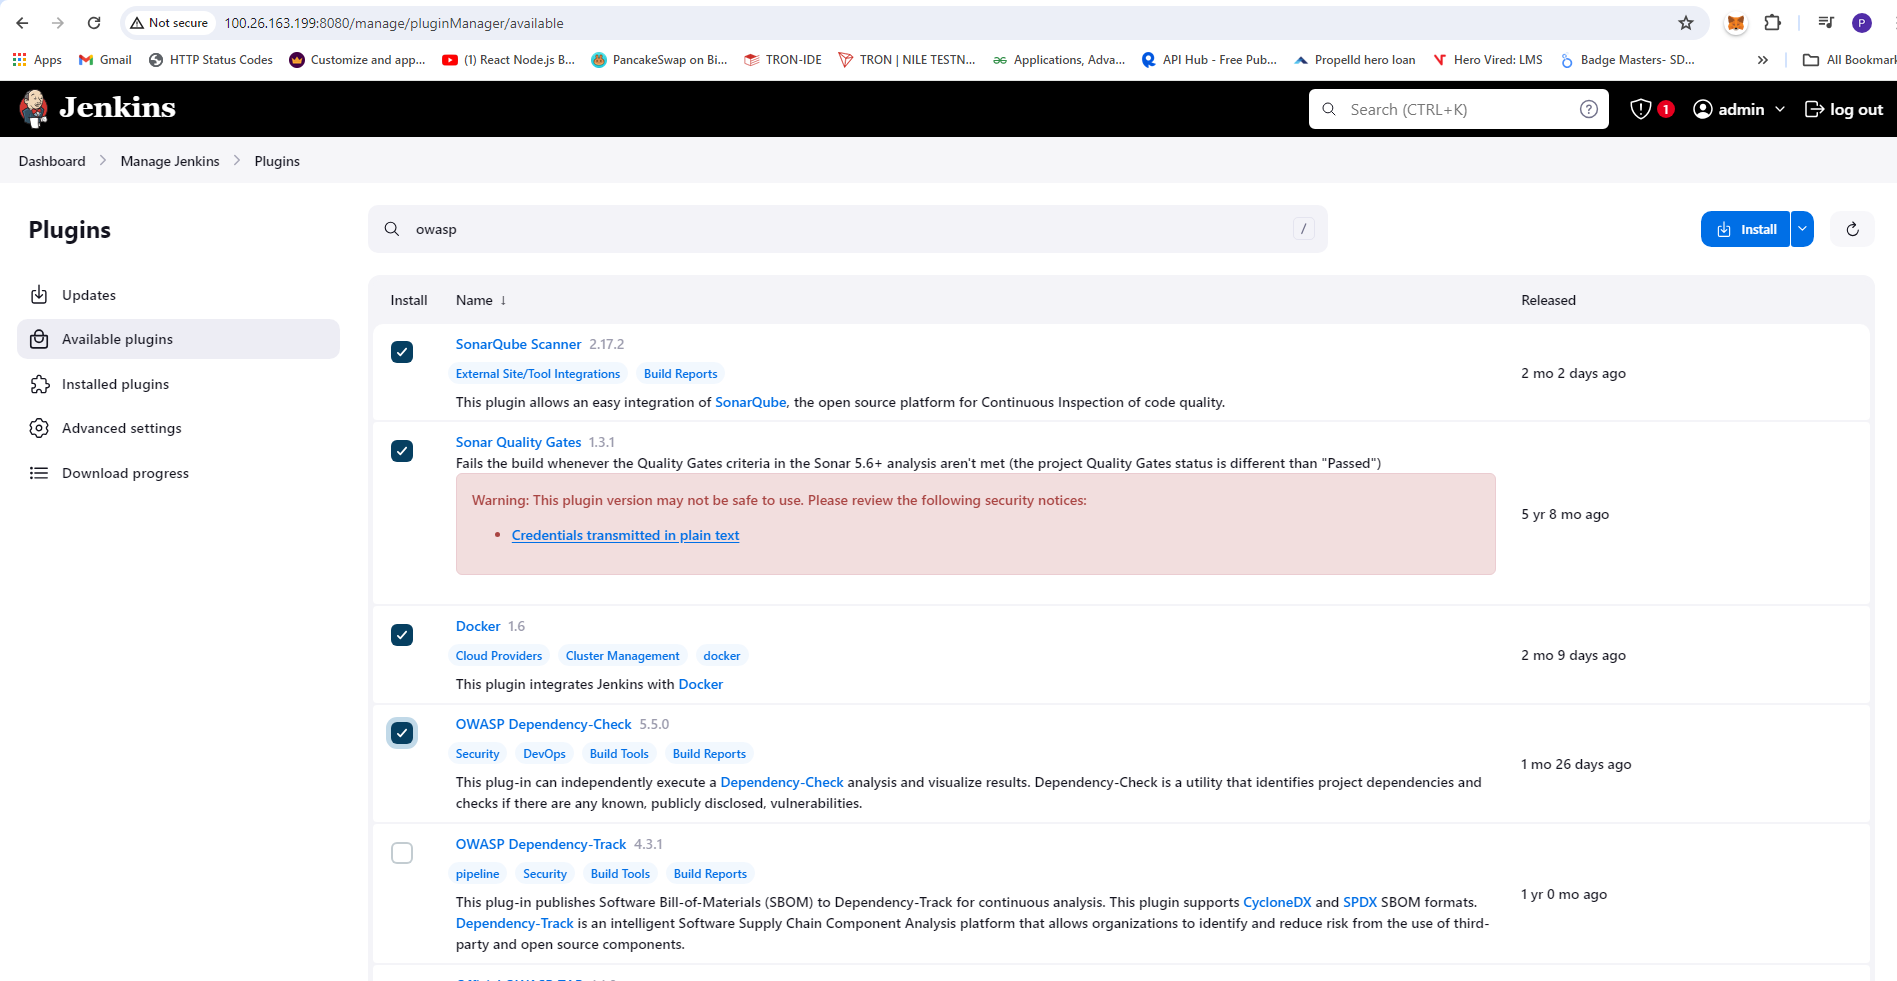 Not secure 100.26.163.199:8080/manage/pluginManager/available P
Apps Gmail HTTP Status Codes Customize and app... (1) React Node.js B... PancakeSwap on Bi... TRON-IDE TRON | NILE TESTN... Applications, Adva... API Hub - Free Pub... Propelld hero loan Hero Vired: LMS Badge Masters- SD... » All Bookmark
Jenkins Search (CTRL+K) 1 admin log out
Dashboard Manage Jenkins Plugins
Plugins
owasp /
Install
Updates
Available plugins
Installed plugins
Advanced settings
Download progress
Install Name ↓ Released
SonarQube Scanner 2.17.2
External Site/Tool Integrations Build Reports
2 mo 2 days ago
This plugin allows an easy integration of SonarQube, the open source platform for Continuous Inspection of code quality.
Sonar Quality Gates 1.3.1
Fails the build whenever the Quality Gates criteria in the Sonar 5.6+ analysis aren't met (the project Quality Gates status is different than "Passed")
Warning: This plugin version may not be safe to use. Please review the following security notices:
5 yr 8 mo ago
• Credentials transmitted in plain text
Docker 1.6
Cloud Providers Cluster Management docker
2 mo 9 days ago
This plugin integrates Jenkins with Docker
OWASP Dependency-Check 5.5.0
Security DevOps Build Tools Build Reports
1 mo 26 days ago
This plug-in can independently execute a Dependency-Check analysis and visualize results. Dependency-Check is a utility that identifies project dependencies and
checks if there are any known, publicly disclosed, vulnerabilities.
OWASP Dependency-Track 4.3.1
pipeline Security Build Tools Build Reports
1 yr 0 mo ago
This plug-in publishes Software Bill-of-Materials (SBOM) to Dependency-Track for continuous analysis. This plugin supports CycloneDX and SPDX SBOM formats.
Dependency-Track is an intelligent Software Supply Chain Component Analysis platform that allows organizations to identify and reduce risk from the use of third-
party and open source components.